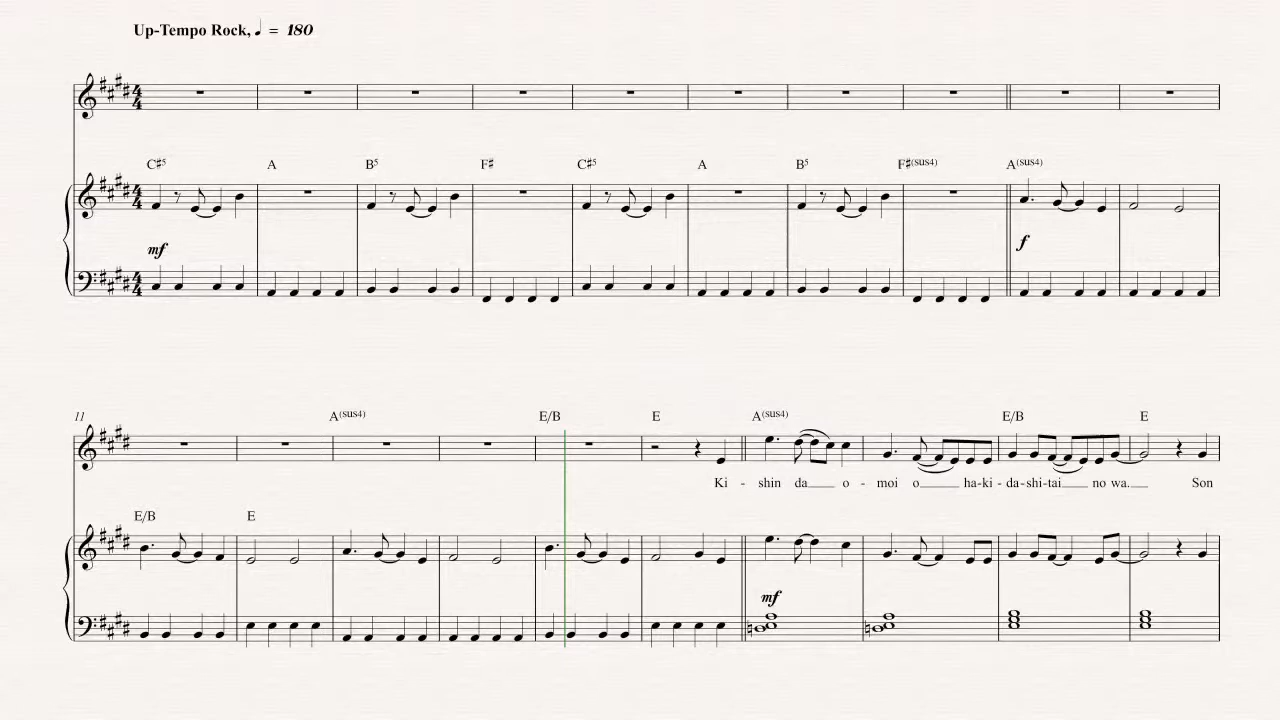 Up-Tempo Rock, ♩ = 180
C♯5 A B5 F♯ C♯5 A B5 F♯(sus4) A(sus4)
mf f
11 A(sus4) E/B E A(sus4) E/B E
Ki - shin da o - moi o ha-ki - da-shi-tai no wa. Son
E/B E
mf